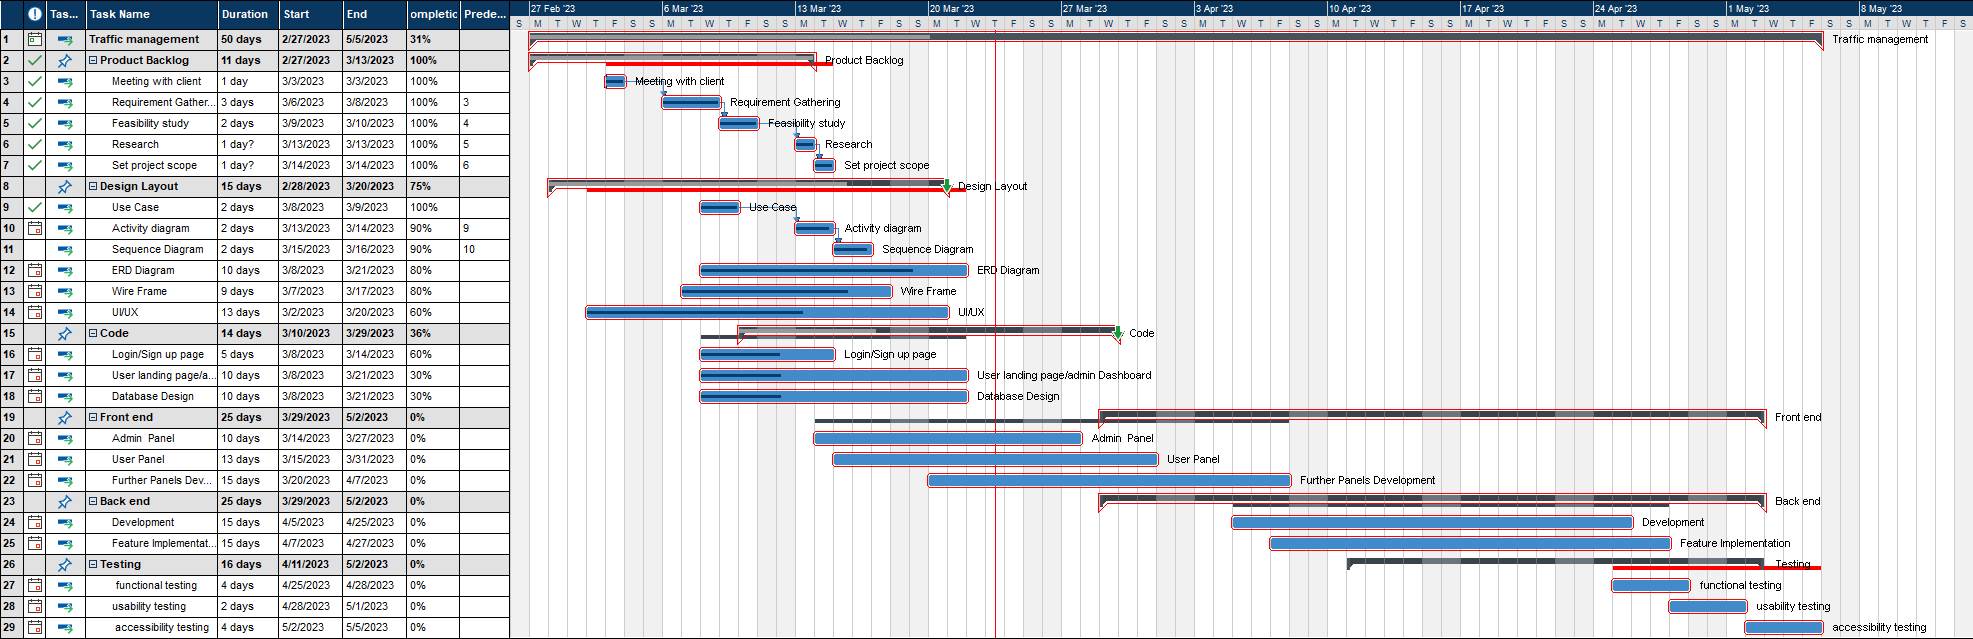 Tas... Task Name Duration Start End ompletic Prede...
27 Feb '23 6 Mar '23 13 Mar '23 20 Mar '23 27 Mar '23 3 Apr '23 10 Apr '23 17 Apr '23 24 Apr '23 1 May '23 8 May '23
S M T W T F S S M T W T F S S M T W T F S S M T W T F S S M T W T F S S M T W T F S S M T W T F S S M T W T F S S M T W T F S S M T W T F S S M T W T F S
1 Traffic management 50 days 2/27/2023 5/5/2023 31% Traffic management
2 Product Backlog 11 days 2/27/2023 3/13/2023 100% Product Backlog
3 Meeting with client 1 day 3/3/2023 3/3/2023 100% Meeting with client
4 Requirement Gather... 3 days 3/6/2023 3/8/2023 100% 3 Requirement Gathering
5 Feasibility study 2 days 3/9/2023 3/10/2023 100% 4 Feasibility study
6 Research 1 day? 3/13/2023 3/13/2023 100% 5 Research
7 Set project scope 1 day? 3/14/2023 3/14/2023 100% 6 Set project scope
8 Design Layout 15 days 2/28/2023 3/20/2023 75% Design Layout
9 Use Case 2 days 3/8/2023 3/9/2023 100% Use Case
10 Activity diagram 2 days 3/13/2023 3/14/2023 90% 9 Activity diagram
11 Sequence Diagram 2 days 3/15/2023 3/16/2023 90% 10 Sequence Diagram
12 ERD Diagram 10 days 3/8/2023 3/21/2023 80% ERD Diagram
13 Wire Frame 9 days 3/7/2023 3/17/2023 80% Wire Frame
14 UI/UX 13 days 3/2/2023 3/20/2023 60% UI/UX
15 Code 14 days 3/10/2023 3/29/2023 36% Code
16 Login/Sign up page 5 days 3/8/2023 3/14/2023 60% Login/Sign up page
17 User landing page/a... 10 days 3/8/2023 3/21/2023 30% User landing page/admin Dashboard
18 Database Design 10 days 3/8/2023 3/21/2023 30% Database Design
19 Front end 25 days 3/29/2023 5/2/2023 0% Front end
20 Admin Panel 10 days 3/14/2023 3/27/2023 0% Admin Panel
21 User Panel 13 days 3/15/2023 3/31/2023 0% User Panel
22 Further Panels Dev... 15 days 3/20/2023 4/7/2023 0% Further Panels Development
23 Back end 25 days 3/29/2023 5/2/2023 0% Back end
24 Development 15 days 4/5/2023 4/25/2023 0% Development
25 Feature Implementat... 15 days 4/7/2023 4/27/2023 0% Feature Implementation
26 Testing 16 days 4/11/2023 5/2/2023 0% Testing
27 functional testing 4 days 4/25/2023 4/28/2023 0% functional testing
28 usability testing 2 days 4/28/2023 5/1/2023 0% usability testing
29 accessibility testing 4 days 5/2/2023 5/5/2023 0% accessibility testing